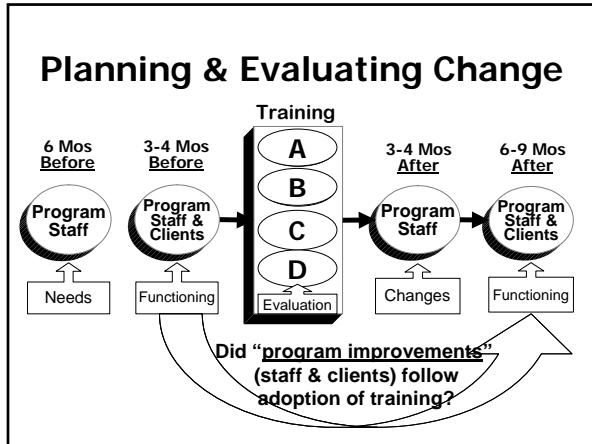 Planning & Evaluating Change
Training
6 Mos
Before
3-4 Mos
Before
3-4 Mos
After
6-9 Mos
After
Program
Staff
Program
Staff &
Clients
A
B
C
D
Program
Staff
Program
Staff &
Clients
Needs
Functioning
Evaluation
Changes
Functioning
Did “program improvements”
(staff & clients) follow
adoption of training?